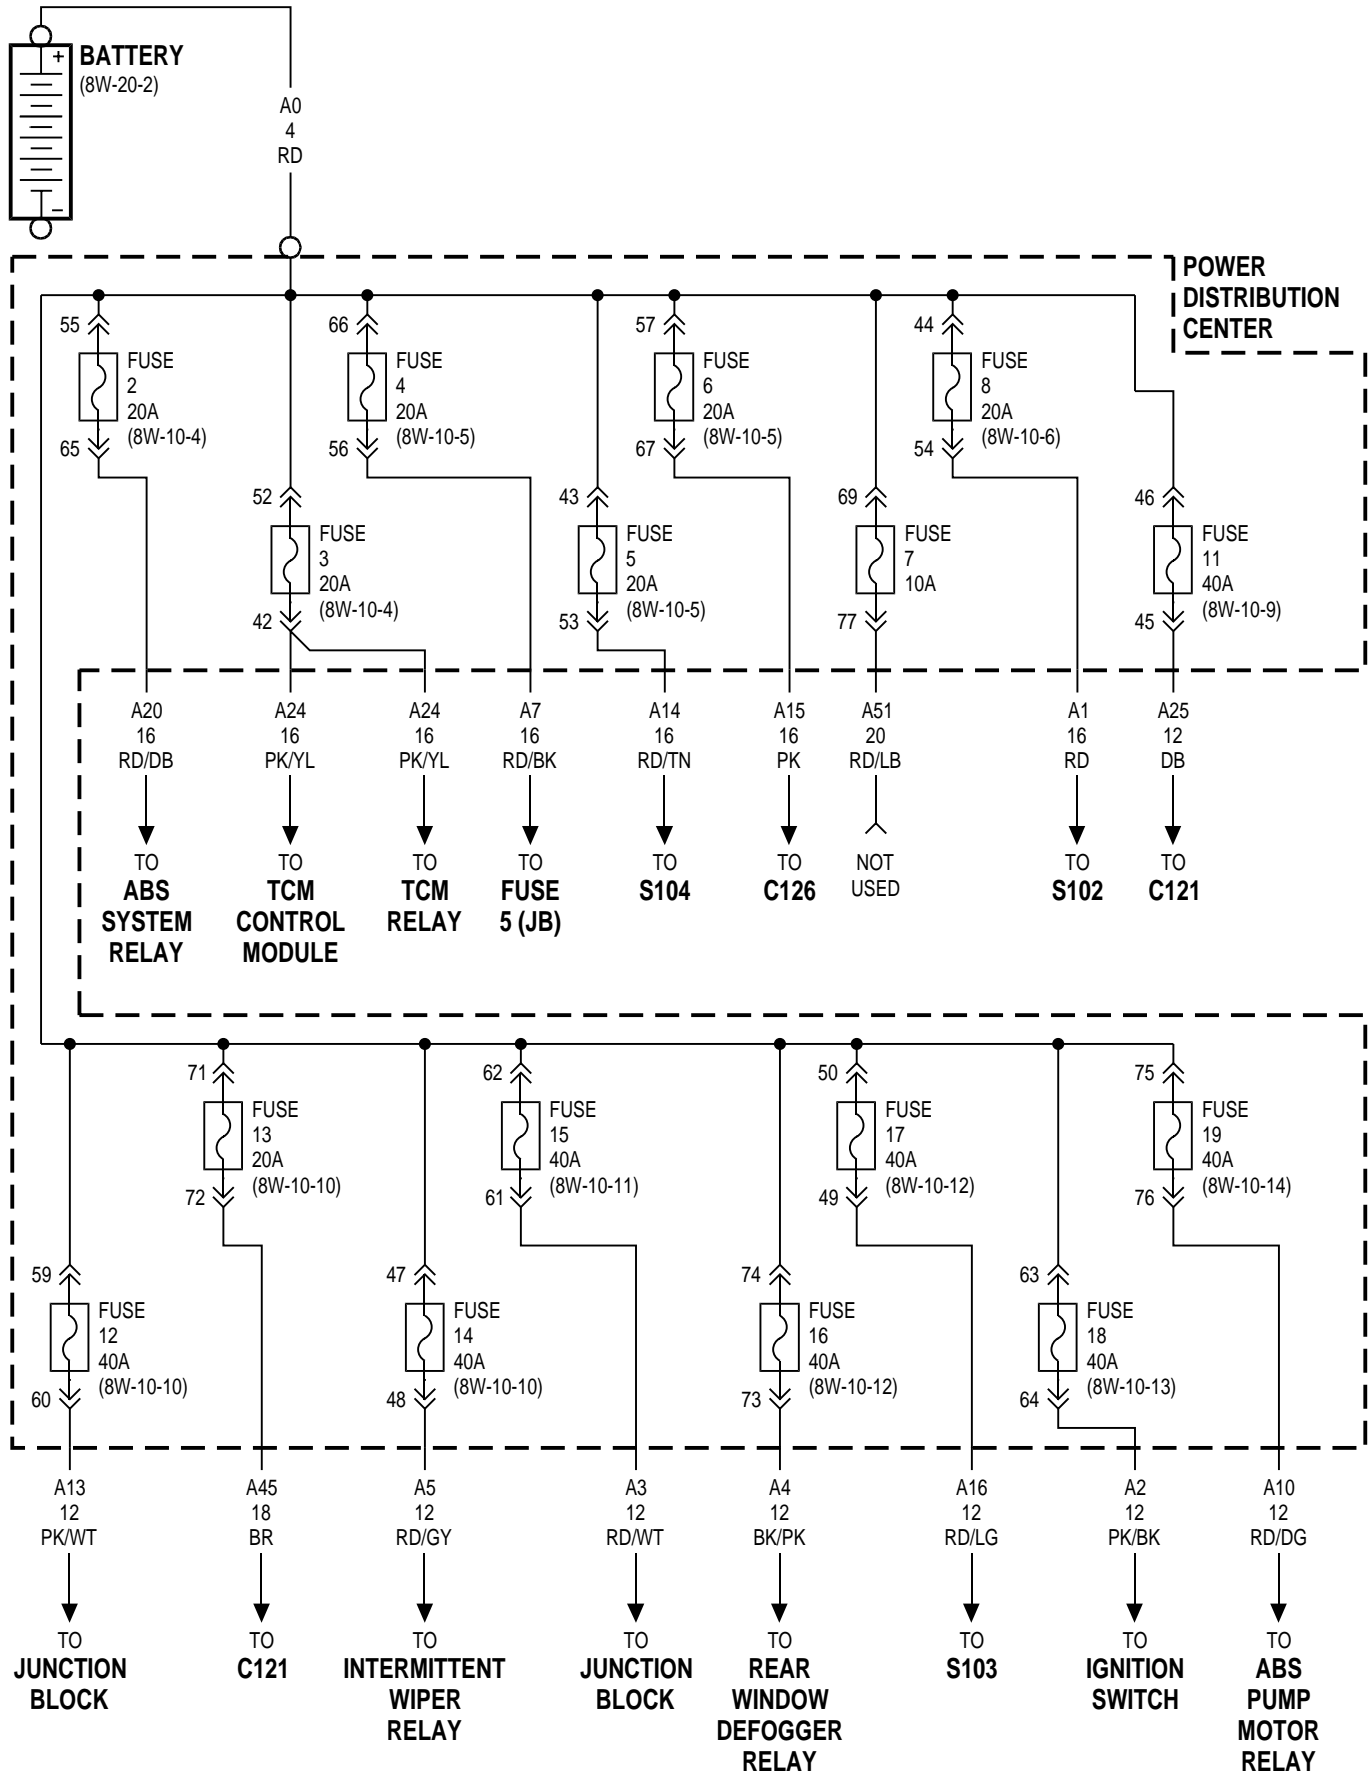 +
BATTERY
(8W-20-2)
–
A0
4
RD
POWER
DISTRIBUTION
CENTER
55
FUSE
2
20A
(8W-10-4)
65
66
FUSE
4
20A
(8W-10-5)
56
57
FUSE
6
20A
(8W-10-5)
67
44
FUSE
8
20A
(8W-10-6)
54
52
FUSE
3
20A
(8W-10-4)
42
43
FUSE
5
20A
(8W-10-5)
53
69
FUSE
7
10A
77
46
FUSE
11
40A
(8W-10-9)
45
A20
16
RD/DB
TO
ABS
SYSTEM
RELAY
A24
16
PK/YL
TO
TCM
CONTROL
MODULE
A24
16
PK/YL
TO
TCM
RELAY
A7
16
RD/BK
TO
FUSE
5 (JB)
A14
16
RD/TN
TO
S104
A15
16
PK
TO
C126
A51
20
RD/LB
NOT
USED
A1
16
RD
TO
S102
A25
12
DB
TO
C121
71
FUSE
13
20A
(8W-10-10)
72
62
FUSE
15
40A
(8W-10-11)
61
50
FUSE
17
40A
(8W-10-12)
49
75
FUSE
19
40A
(8W-10-14)
76
59
FUSE
12
40A
(8W-10-10)
60
47
FUSE
14
40A
(8W-10-10)
48
74
FUSE
16
40A
(8W-10-12)
73
63
FUSE
18
40A
(8W-10-13)
64
A13
12
PK/WT
TO
JUNCTION
BLOCK
A45
18
BR
TO
C121
A5
12
RD/GY
TO
INTERMITTENT
WIPER
RELAY
A3
12
RD/WT
TO
JUNCTION
BLOCK
A4
12
BK/PK
TO
REAR
WINDOW
DEFOGGER
RELAY
A16
12
RD/LG
TO
S103
A2
12
PK/BK
TO
IGNITION
SWITCH
A10
12
RD/DG
TO
ABS
PUMP
MOTOR
RELAY